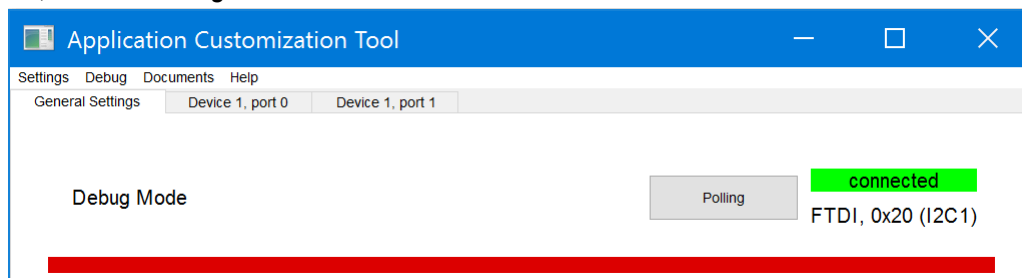 Application Customization Tool
Settings Debug Documents Help
General Settings Device 1, port 0 Device 1, port 1
connected
Debug Mode Polling
FTDI, 0x20 (I2C1)